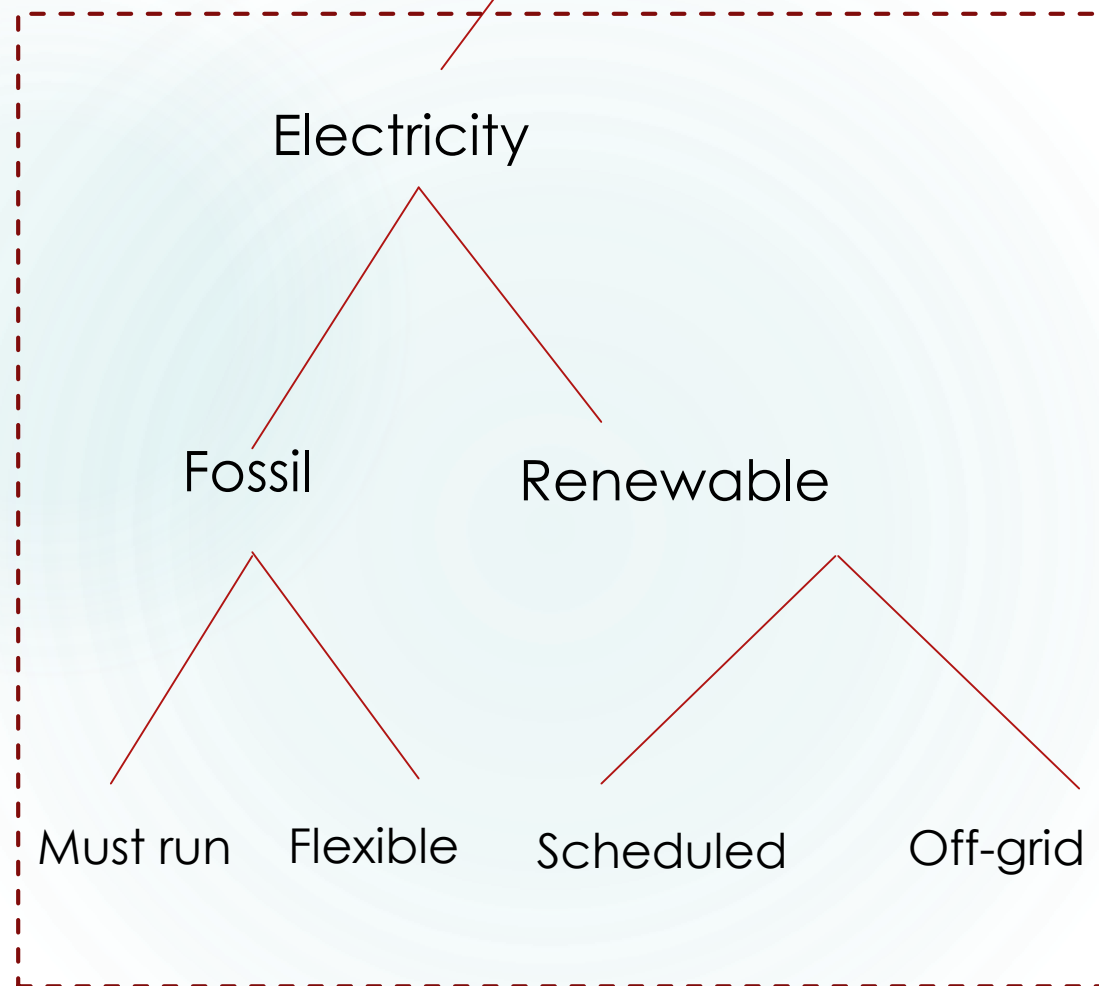 Electricity
Fossil
Renewable
Must run
Flexible
Scheduled
Off-grid